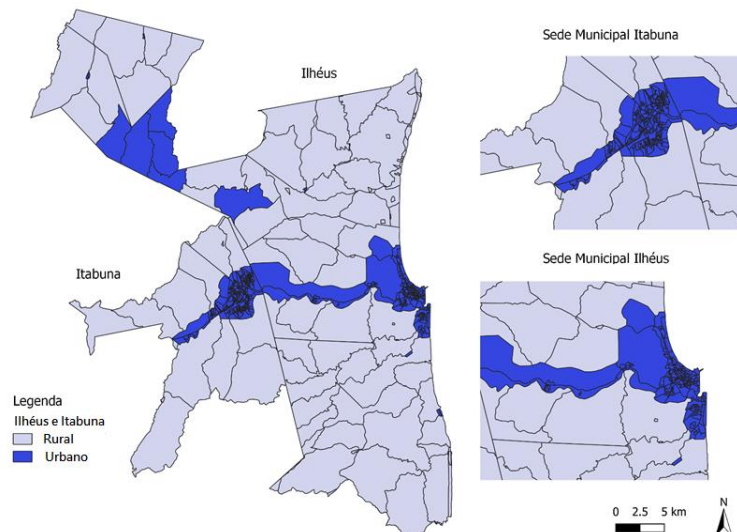 Ilhéus
Itabuna
Legenda
Ilhéus e Itabuna
Rural
Urbano
Sede Municipal Itabuna
Sede Municipal Ilhéus
0 2.5 5 km
N